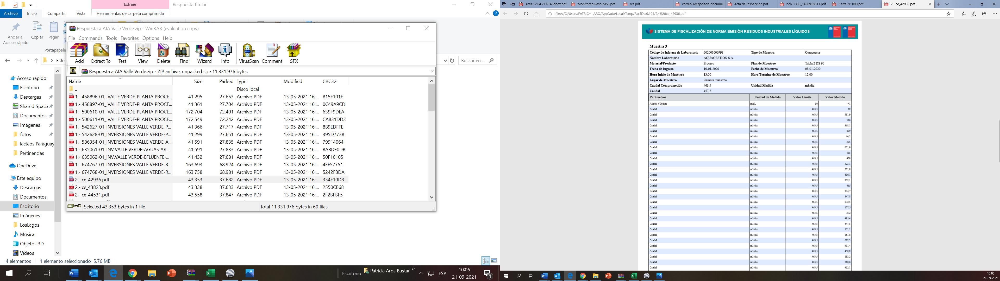 Extraer
Respuesta titular
Archivo
Inicio
Compartir
Vista
Herramientas de carpeta comprimida
Anclar al
Acceso rápido
Copiar
Pegar
Portapapeles
Este
Buscar en ...
Acceso rápido
Escritorio
Descargas
Shared Space
Documentos
Imágenes
fotos
lacteos Paraguay
Pertinencias
OneDrive
Este equipo
Descargas
Documentos
Escritorio
Imágenes
LosLagos
Música
Objetos 3D
Vídeos
4 elementos
1 elemento seleccionado 5,76 MB
Respuesta a AIA Valle Verde.zip - WinRAR (evaluation copy)
File Commands Tools Favorites Options Help
Add Extract To Test View Delete Find Wizard Info VirusScan Comment SFX
Respuesta a AIA Valle Verde.zip - ZIP archive, unpacked size 11.331.976 bytes
Name Size Packed Type Modified CRC32
.. Disco local
1.- 458896-01_ VALLE VERDE-PLANTA PROCE... 41.295 27.653 Archivo PDF 13-05-2021 16:... B15F101E
1.- 458897-01_ VALLE VERDE-PLANTA PROCE... 41.361 27.704 Archivo PDF 13-05-2021 16:... 0C49A9CD
1.- 500610-01_ VALLE VERDE-PLANTA PROCE... 172.704 72.401 Archivo PDF 13-05-2021 16:... 639F9DEA
1.- 500611-01_ VALLE VERDE-PLANTA PROCE... 172.549 72.242 Archivo PDF 13-05-2021 16:... CAB31DD3
1.- 542627-01_INVERSIONES VALLE VERDE-P... 41.366 27.717 Archivo PDF 13-05-2021 16:... 8B9EDFFE
1.- 542628-01_INVERSIONES VALLE VERDE-P... 41.299 27.651 Archivo PDF 13-05-2021 16:... 395D773B
1.- 586354-01_INVERSIONES VALLE VERDE-A... 41.591 27.835 Archivo PDF 13-05-2021 16:... 79914064
1.- 635061-01_INV.VALLE VERDE-AGUAS AR... 41.591 27.833 Archivo PDF 13-05-2021 16:... BABDE0DB
1.- 635062-01_INV.VALLE VERDE-EFLUENTE-... 41.432 27.681 Archivo PDF 13-05-2021 16:... 50F16105
1.- 674767-01_INVERSIONES VALLE VERDE-R... 163.693 68.924 Archivo PDF 13-05-2021 16:... 4EF57751
1.- 674768-01_INVERSIONES VALLE VERDE-R... 163.758 68.981 Archivo PDF 13-05-2021 16:... 5242FBDA
2.- ce_42936.pdf 43.353 37.682 Archivo PDF 13-05-2021 16:... 334F10D8
2.- ce_43823.pdf 43.338 37.633 Archivo PDF 13-05-2021 16:... 2550CB68
2.- ce_44531.pdf 43.558 37.847 Archivo PDF 13-05-2021 16:... 2F2BFBF5
Selected 43.353 bytes in 1 file
Total 11.331.976 bytes in 60 files
Escritorio
Patricia Aros Bustar
ESP
10:06
21-09-2021
Acta 12.04.21.PTASdocx.pdf
Monitoreo Resol SISS.pdf
rca.pdf
correo-recepciaon-docume
Acta de Inspección.pdf
nch-1333_1420918611.pdf
Carta N° 090.pdf
2.- ce_42936.pdf
file:///C:/Users/PATRIC~1.ARO/AppData/Local/Temp/Rar$DIa0.104/2.-%20ce_42936.pdf
SISTEMA DE FISCALIZACIÓN DE NORMA EMISIÓN RESIDUOS INDUSTRIALES LÍQUIDOS
Muestra 3
Código de Informe de Laboratorio 202001006998 Tipo de Muestra Compuesta
Nombre Laboratorio AQUAGESTION S.A.
Material/Producto Proceso Plan de Muestreo Tabla 2 DS 90
Fecha de Ingreso 10-01-2020 Fecha de Muestreo 08-01-2020
Hora Inicio de Muestreo 13:00 Hora Termino de Muestreo 12:00
Lugar de Muestreo Camara muestreo
Caudal Comprometido 463,5 Unidad Medida m3/dia
Caudal 457,2
Parámetros Unidad de Medida Valor Límite Valor Medido
Aceites y Grasas mg/L 50 <1
Caudal m3/dia 463,5 89
Caudal m3/dia 463,5 581,9
Caudal m3/dia 463,5 546
Caudal m3/dia 463,5 368,1
Caudal m3/dia 463,5 299
Caudal m3/dia 463,5 64,2
Caudal m3/dia 463,5 395
Caudal m3/dia 463,5 671,9
Caudal m3/dia 463,5 535
Caudal m3/dia 463,5 479
Caudal m3/dia 463,5 323,1
Caudal m3/dia 463,5 231,9
Caudal m3/dia 463,5 636,1
Caudal m3/dia 463,5 352,1
Caudal m3/dia 463,5 465
Caudal m3/dia 463,5 234,7
Caudal m3/dia 463,5 347,8
Caudal m3/dia 463,5 372,5
Caudal m3/dia 463,5 177,5
Caudal m3/dia 463,5 76,2
Caudal m3/dia 463,5 495,4
Caudal m3/dia 463,5 447,5
Caudal m3/dia 463,5 151,1
Caudal m3/dia 463,5 161,8
Caudal m3/dia 463,5 602,3
Caudal m3/dia 463,5 411,4
Caudal m3/dia 463,5 458,9
Caudal m3/dia 463,5 183,2
Caudal m3/dia 463,5 360,6
Caudal m3/dia 463,5 452,1
10:06
21-09-2021